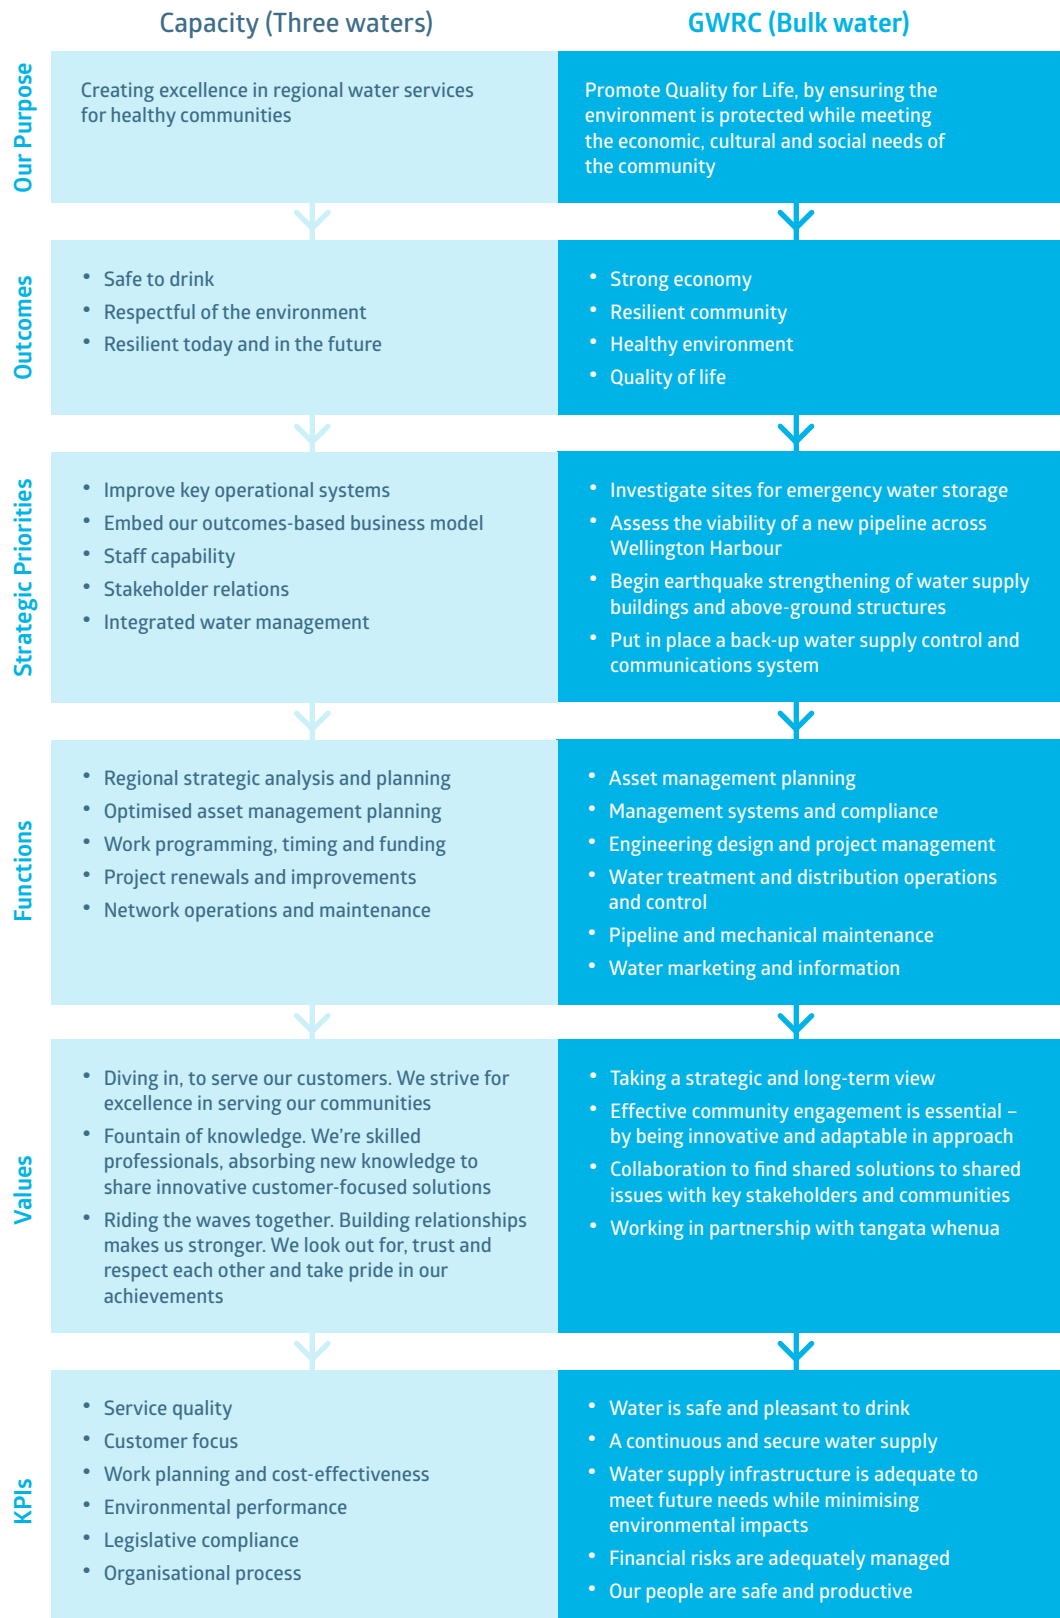 Capacity (Three waters)
GWRC (Bulk water)
Our Purpose
Creating excellence in regional water services
for healthy communities
Promote Quality for Life, by ensuring the
environment is protected while meeting
the economic, cultural and social needs of
the community
Outcomes
• Safe to drink
• Respectful of the environment
• Resilient today and in the future
• Strong economy
• Resilient community
• Healthy environment
• Quality of life
Strategic Priorities
• Improve key operational systems
• Embed our outcomes-based business model
• Staff capability
• Stakeholder relations
• Integrated water management
• Investigate sites for emergency water storage
• Assess the viability of a new pipeline across
Wellington Harbour
• Begin earthquake strengthening of water supply
buildings and above-ground structures
• Put in place a back-up water supply control and
communications system
Functions
• Regional strategic analysis and planning
• Optimised asset management planning
• Work programming, timing and funding
• Project renewals and improvements
• Network operations and maintenance
• Asset management planning
• Management systems and compliance
• Engineering design and project management
• Water treatment and distribution operations
and control
• Pipeline and mechanical maintenance
• Water marketing and information
Values
• Diving in, to serve our customers. We strive for
excellence in serving our communities
• Fountain of knowledge. We're skilled
professionals, absorbing new knowledge to
share innovative customer-focused solutions
• Riding the waves together. Building relationships
makes us stronger. We look out for, trust and
respect each other and take pride in our
achievements
• Taking a strategic and long-term view
• Effective community engagement is essential –
by being innovative and adaptable in approach
• Collaboration to find shared solutions to shared
issues with key stakeholders and communities
• Working in partnership with tangata whenua
KPIs
• Service quality
• Customer focus
• Work planning and cost-effectiveness
• Environmental performance
• Legislative compliance
• Organisational process
• Water is safe and pleasant to drink
• A continuous and secure water supply
• Water supply infrastructure is adequate to
meet future needs while minimising
environmental impacts
• Financial risks are adequately managed
• Our people are safe and productive